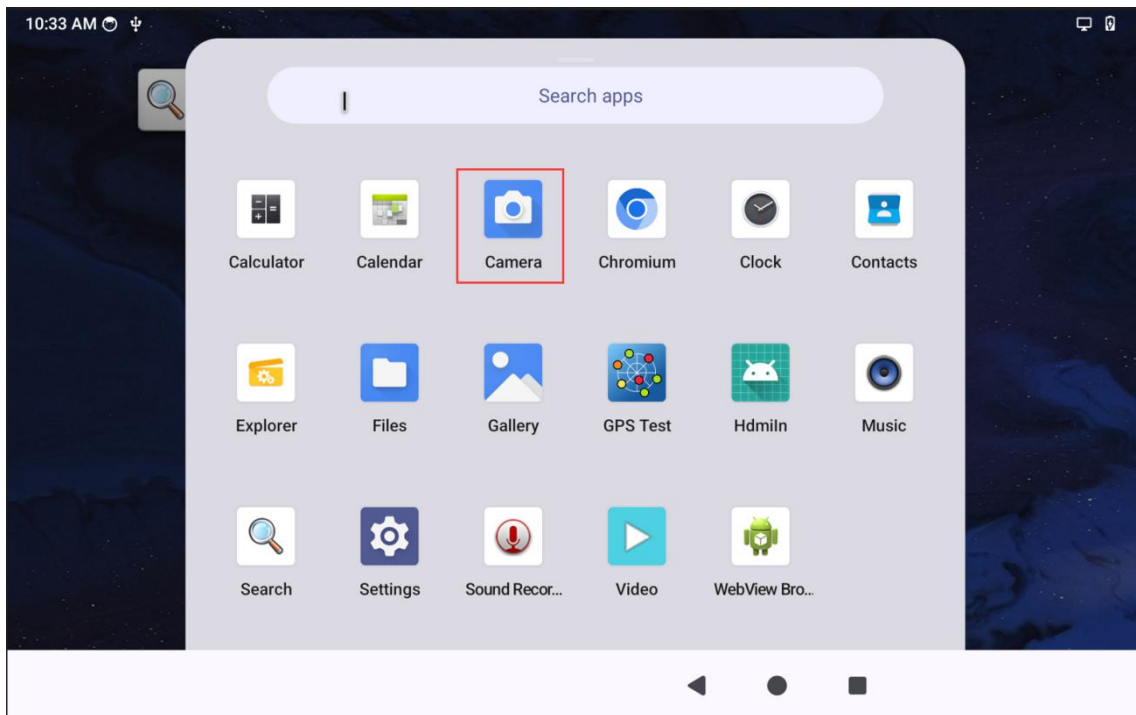 10:33 AM
Search apps
Calculator Calendar Camera Chromium Clock Contacts
Explorer Files Gallery GPS Test HdmiIn Music
Search Settings Sound Recor... Video WebView Bro...